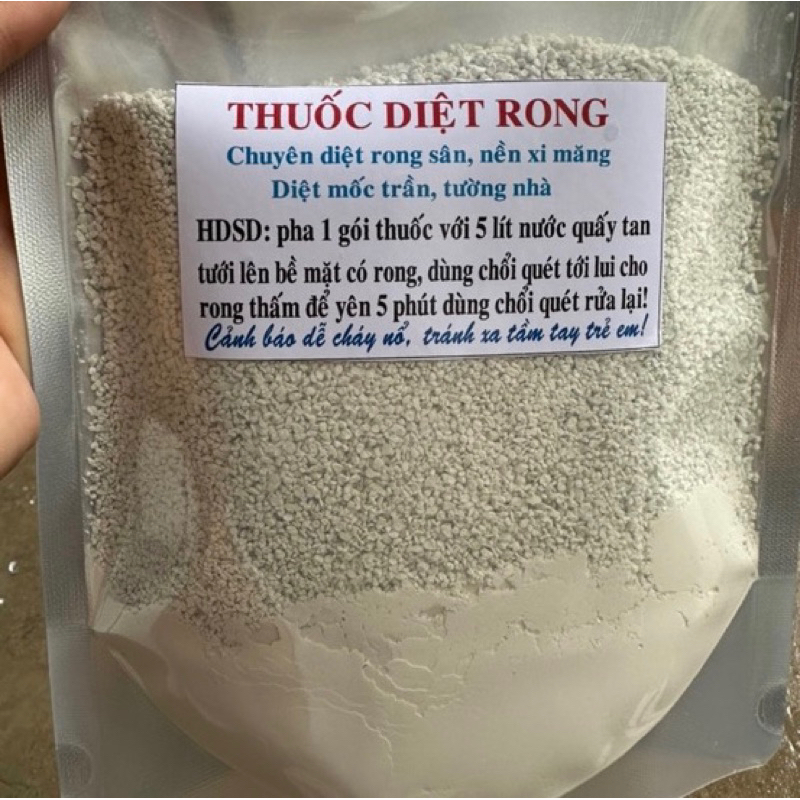 THUỐC DIỆT RONG
Chuyên diệt rong sân, nền xi măng
Diệt mốc trần, tường nhà
HDSD: pha 1 gói thuốc với 5 lít nước quấy tan
tưới lên bề mặt có rong, dùng chổi quét tới lui cho
rong thấm để yên 5 phút dùng chổi quét rửa lại!
Cảnh báo dễ cháy nổ, tránh xa tầm tay trẻ em!